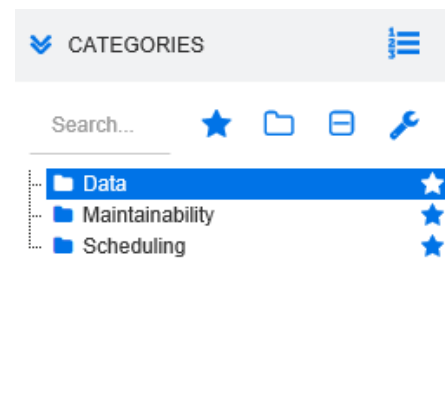 CATEGORIES
Search...
Data
Maintainability
Scheduling